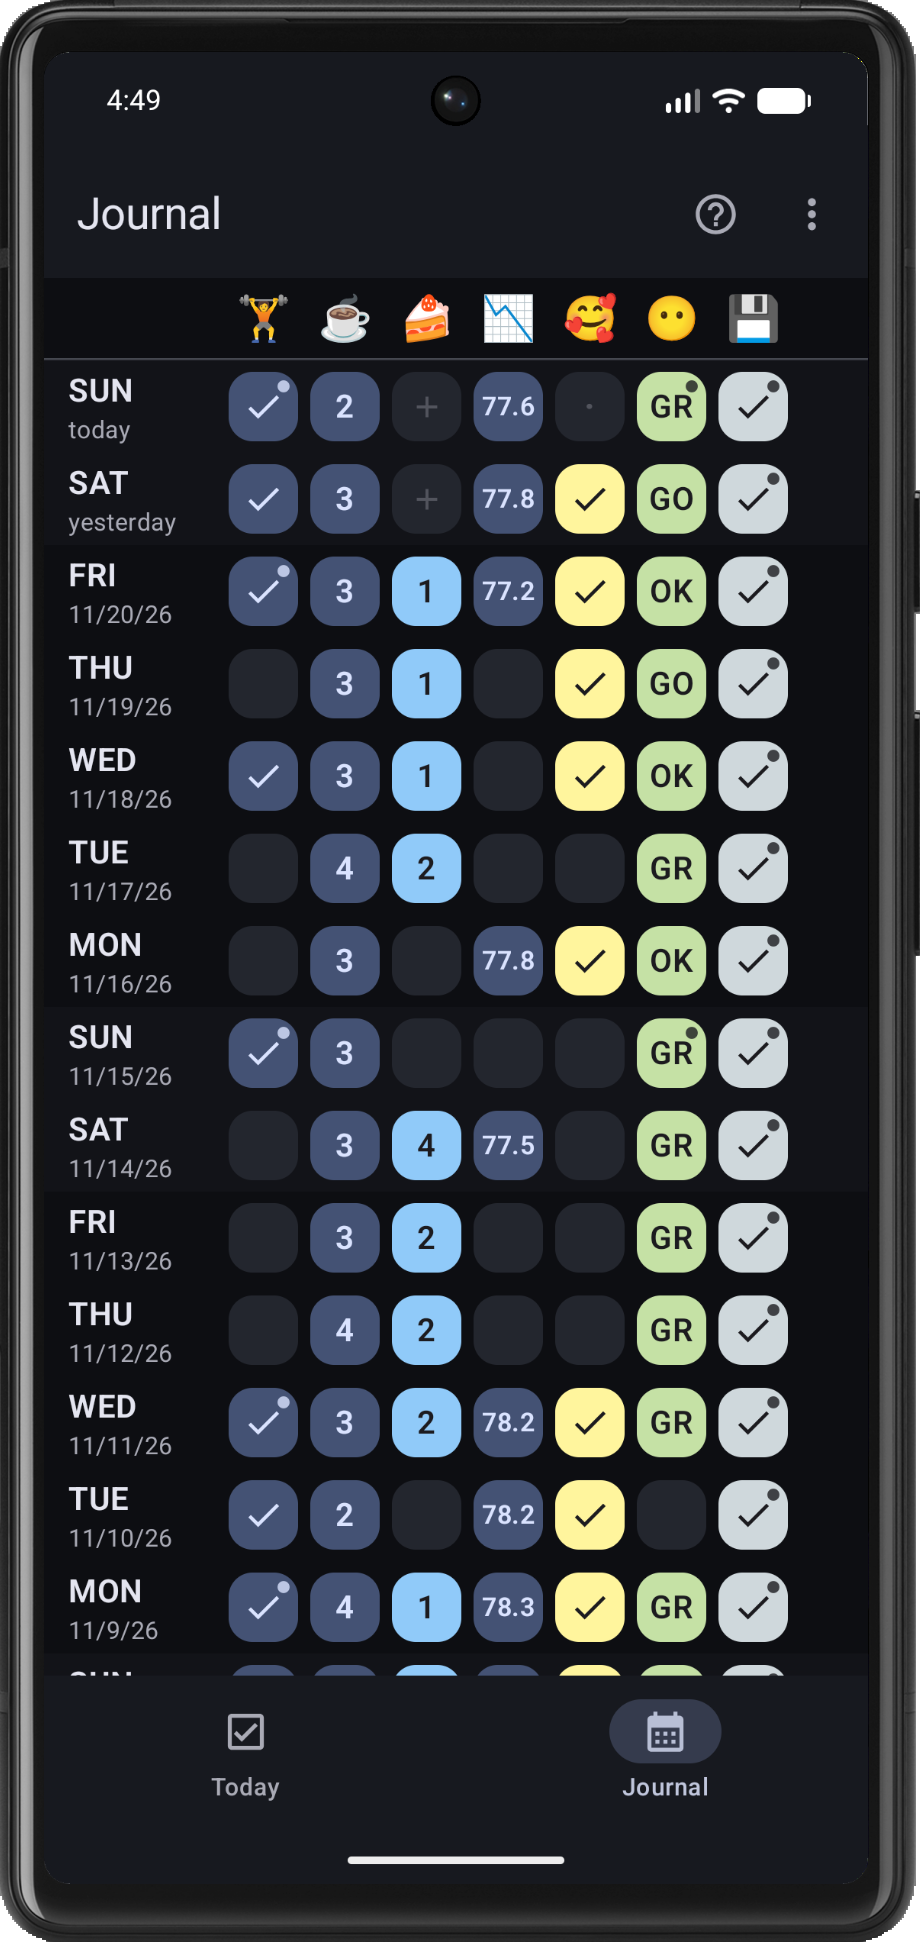 4:49
Journal
SUN 2 + 77.6 · GR
today
SAT 3 + 77.8 GO
yesterday
FRI 3 1 77.2 OK
11/20/26
THU 3 1 GO
11/19/26
WED 3 1 OK
11/18/26
TUE 4 2 GR
11/17/26
MON 3 77.8 OK
11/16/26
SUN 3 GR
11/15/26
SAT 3 4 77.5 GR
11/14/26
FRI 3 2 GR
11/13/26
THU 4 2 GR
11/12/26
WED 3 2 78.2 GR
11/11/26
TUE 2 78.2
11/10/26
MON 4 1 78.3 GR
11/9/26
Today Journal